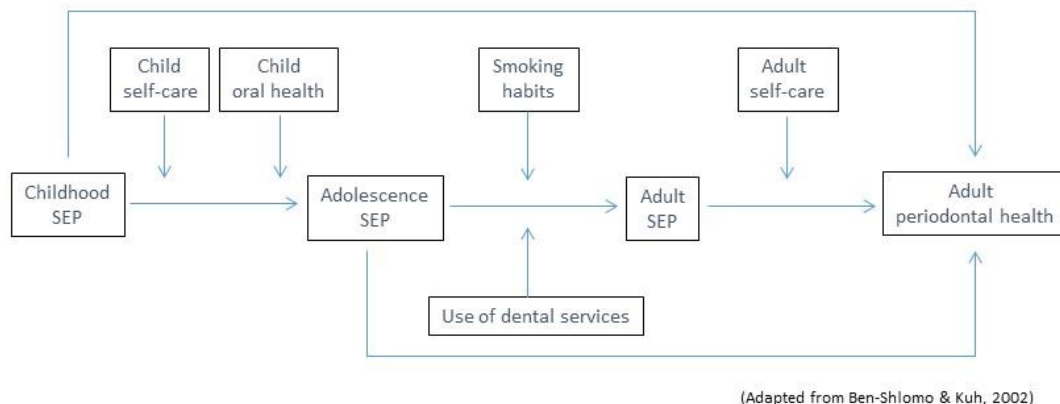 Child
self-care
Child
oral health
Smoking
habits
Adult
self-care
Childhood
SEP
Adolescence
SEP
Adult
SEP
Adult
periodontal health
Use of dental services
(Adapted from Ben-Shlomo & Kuh, 2002)